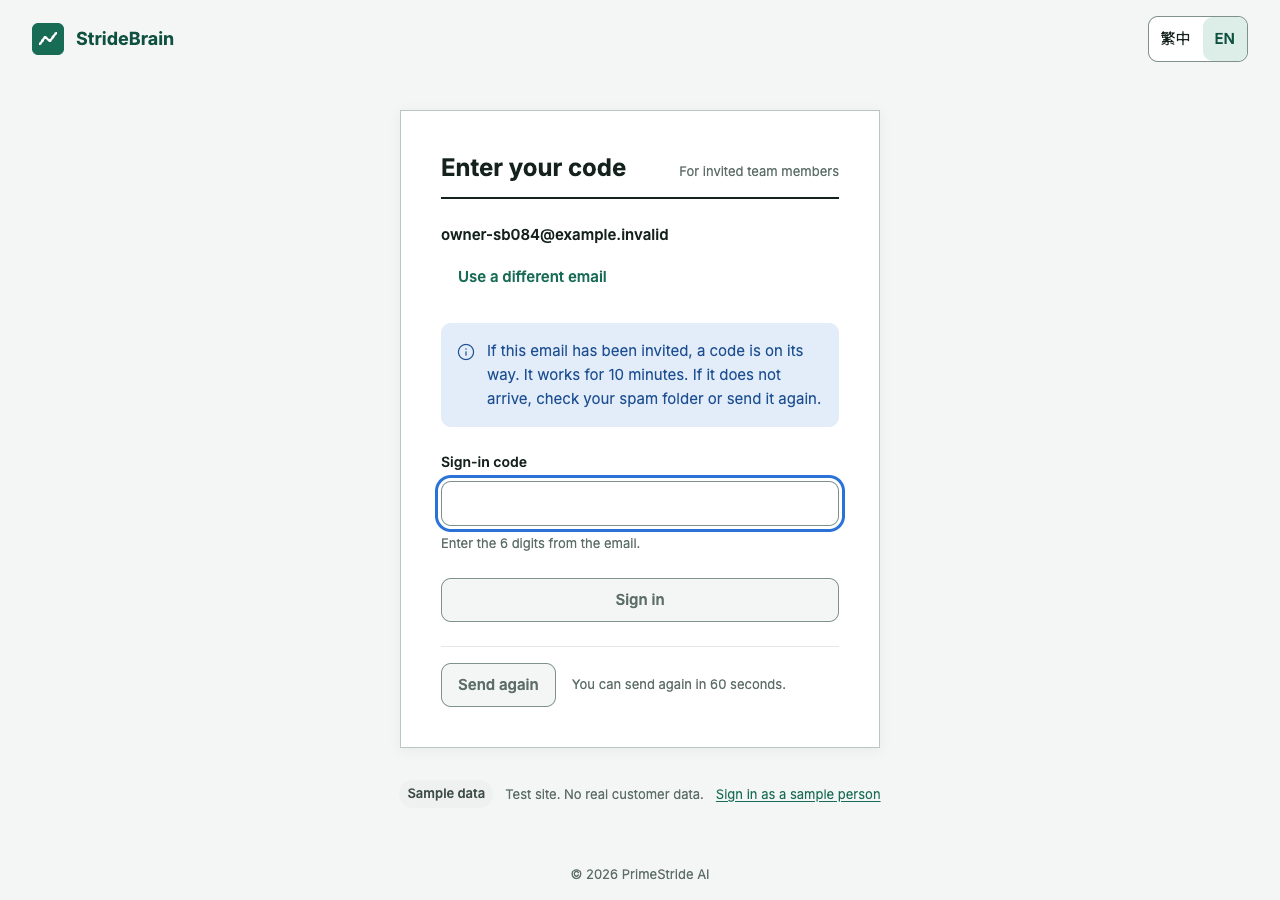 StrideBrain
繁中 EN
Enter your code
For invited team members
owner-sb084@example.invalid
Use a different email
If this email has been invited, a code is on its
way. It works for 10 minutes. If it does not
arrive, check your spam folder or send it again.
Sign-in code
Enter the 6 digits from the email.
Sign in
Send again
You can send again in 60 seconds.
Sample data Test site. No real customer data. Sign in as a sample person
© 2026 PrimeStride AI